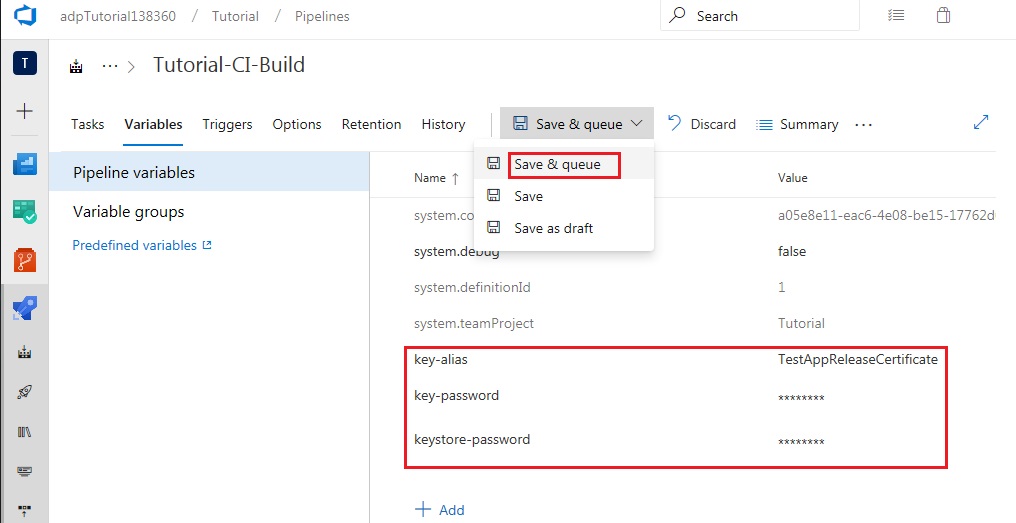 adpTutorial138360 / Tutorial / Pipelines
Search
T
... > Tutorial-CI-Build
Tasks Variables Triggers Options Retention History Save & queue Discard Summary ...
Pipeline variables
Variable groups
Predefined variables
Save & queue
Save
Save as draft
Name ↑ Value
system.co a05e8e11-eac6-4e08-be15-17762d
system.debug false
system.definitionId 1
system.teamProject Tutorial
key-alias TestAppReleaseCertificate
key-password ********
keystore-password ********
+ Add